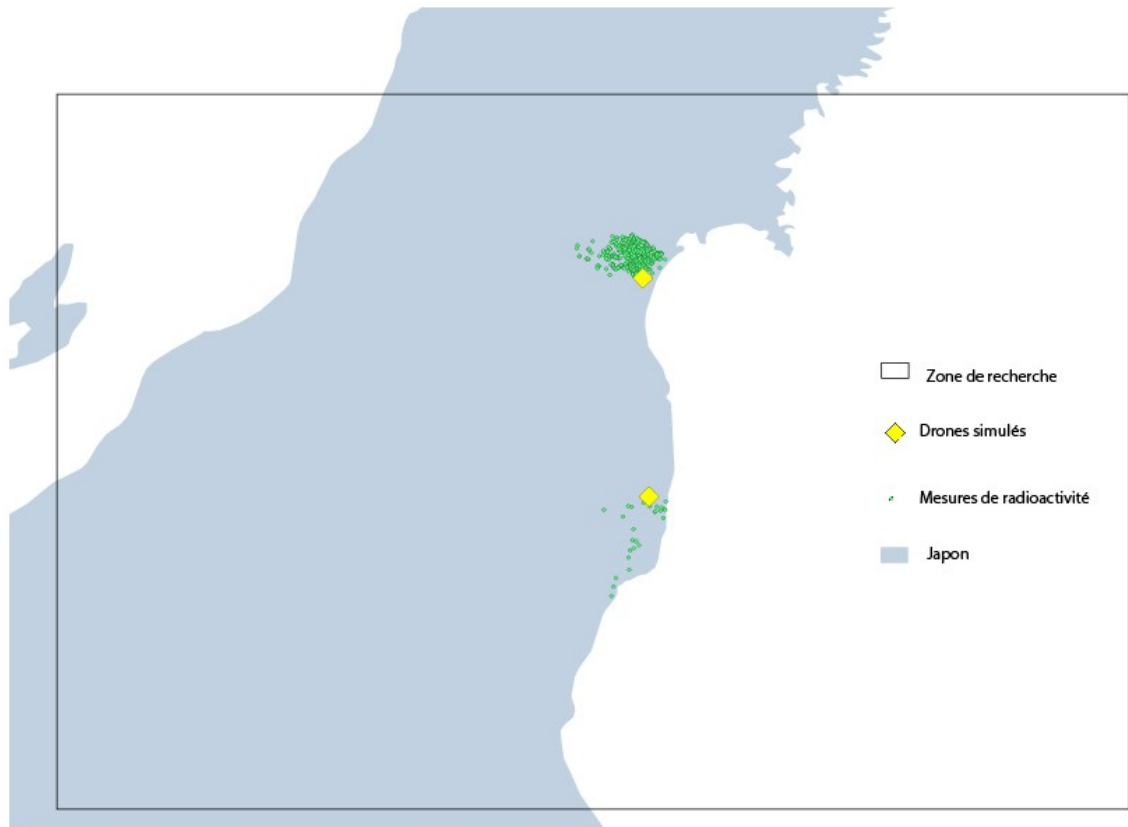 Zone de recherche
Drones simulés
Mesures de radioactivité
Japon